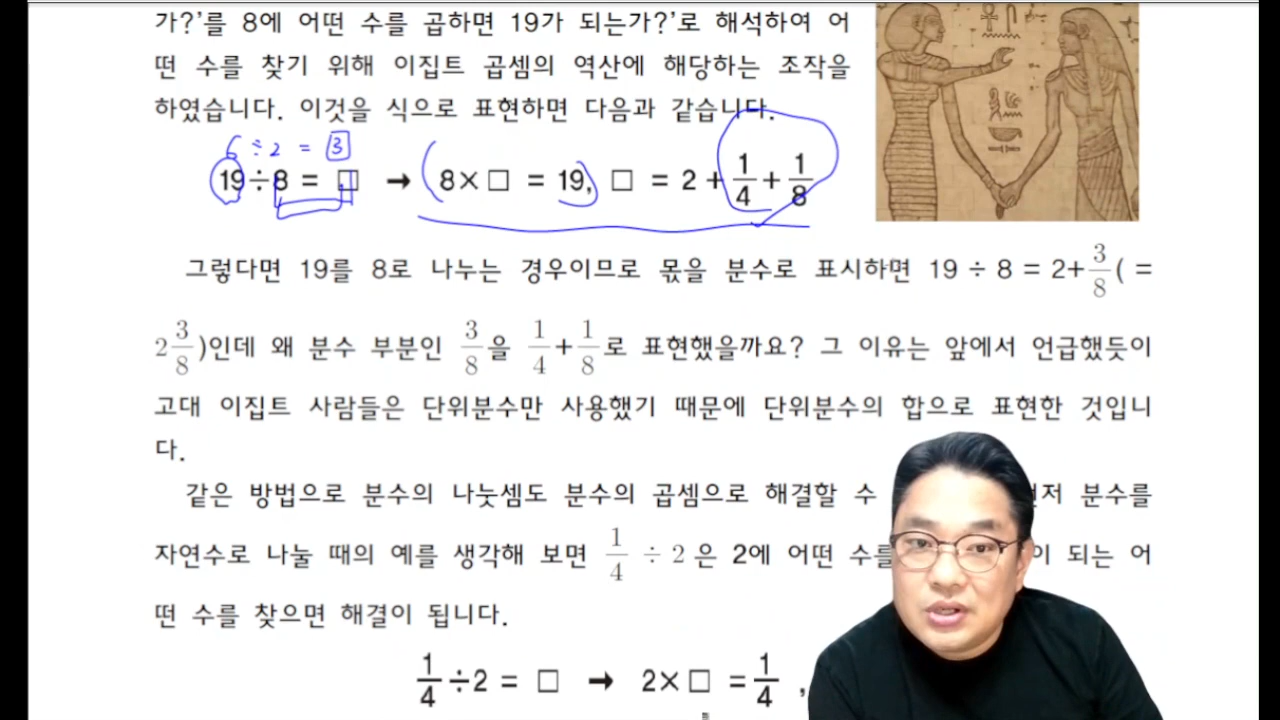 가?’를 8에 어떤 수를 곱하면 19가 되는가?’로 해석하여 어
떤 수를 찾기 위해 이집트 곱셈의 역산에 해당하는 조작을
하였습니다. 이것을 식으로 표현하면 다음과 같습니다.
6 ÷ 2 = 3
19 ÷ 8 = □ → 8 × □ = 19, □ = 2 + 1/4 + 1/8
그렇다면 19를 8로 나누는 경우이므로 몫을 분수로 표시하면 19 ÷ 8 = 2+3/8( =
2 3/8)인데 왜 분수 부분인 3/8을 1/4+1/8로 표현했을까요? 그 이유는 앞에서 언급했듯이
고대 이집트 사람들은 단위분수만 사용했기 때문에 단위분수의 합으로 표현한 것입니
다.
같은 방법으로 분수의 나눗셈도 분수의 곱셈으로 해결할 수 분수를
자연수로 나눌 때의 예를 생각해 보면 1/4 ÷ 2은 2에 어떤 수를 이 되는 어
떤 수를 찾으면 해결이 됩니다.
1/4 ÷2 = □ → 2× □ = 1/4 ,